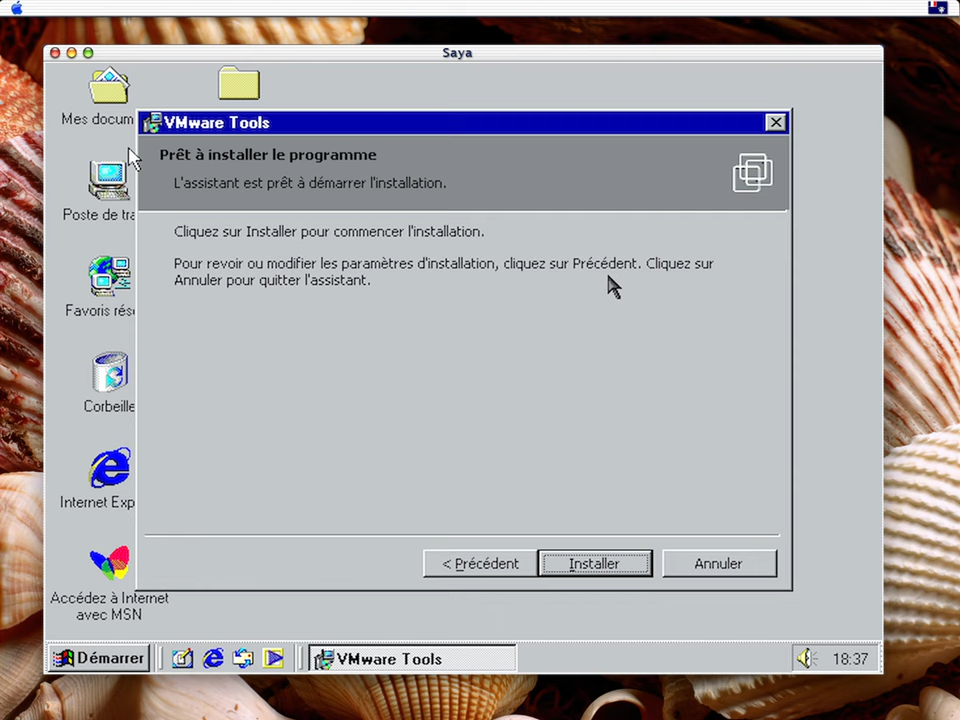 Saya
Mes docum
VMware Tools
Prêt à installer le programme
L'assistant est prêt à démarrer l'installation.
Poste de tra
Cliquez sur Installer pour commencer l'installation.
Pour revoir ou modifier les paramètres d'installation, cliquez sur Précédent. Cliquez sur
Annuler pour quitter l'assistant.
Favoris rés
Corbeille
Internet Exp
< Précédent
Installer
Annuler
Accédez à Internet
avec MSN
Démarrer
VMware Tools
18:37